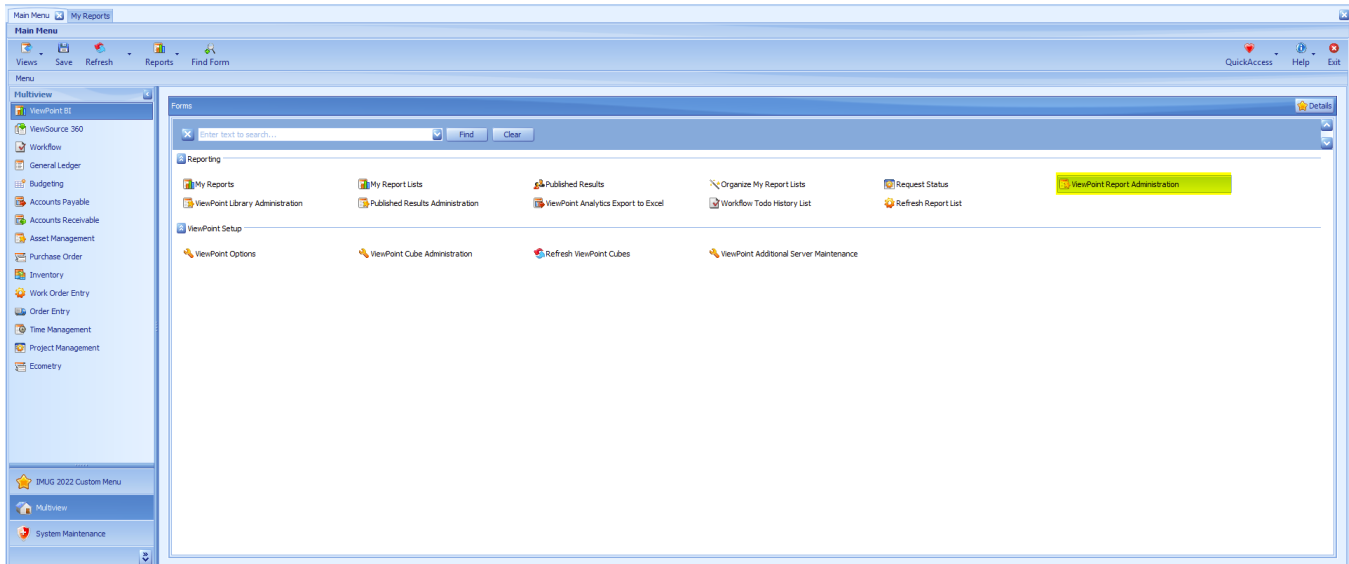 Main Menu My Reports
Main Menu
Views Save Refresh Reports Find Form QuickAccess Help Exit
Menu
Multiview
ViewPoint BI
ViewSource 360
Workflow
General Ledger
Budgeting
Accounts Payable
Accounts Receivable
Asset Management
Purchase Order
Inventory
Work Order Entry
Order Entry
Time Management
Project Management
Ecometry
IMUG 2022 Custom Menu
Multiview
System Maintenance
Forms Details
Enter text to search... Find Clear
Reporting
My Reports My Report Lists Published Results Organize My Report Lists Request Status ViewPoint Report Administration
ViewPoint Library Administration Published Results Administration ViewPoint Analytics Export to Excel Workflow Todo History List Refresh Report List
ViewPoint Setup
ViewPoint Options ViewPoint Cube Administration Refresh ViewPoint Cubes ViewPoint Additional Server Maintenance